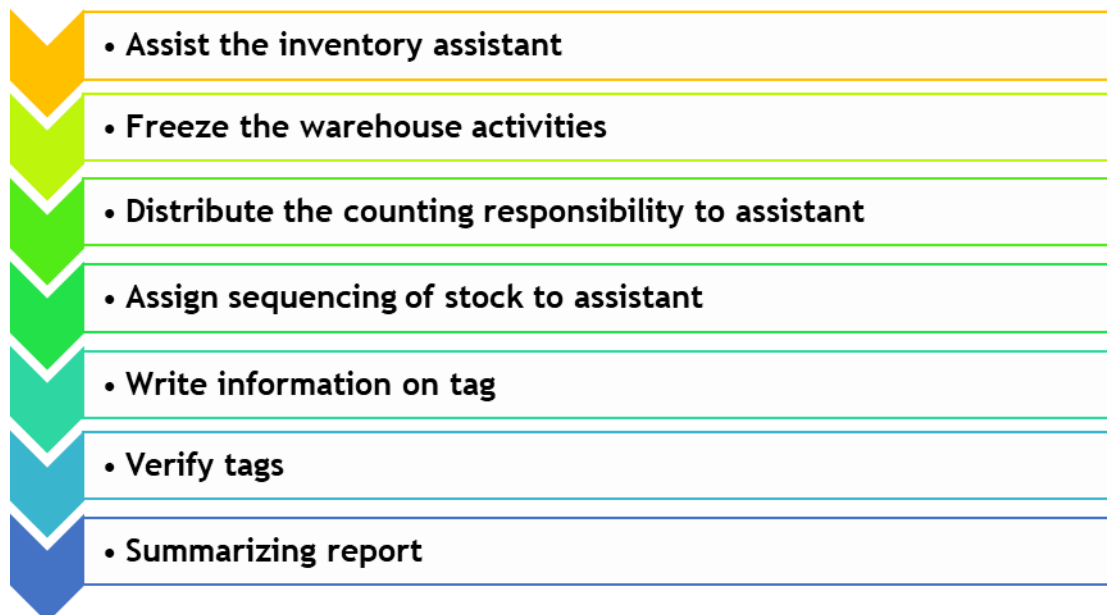 • Assist the inventory assistant
• Freeze the warehouse activities
• Distribute the counting responsibility to assistant
• Assign sequencing of stock to assistant
• Write information on tag
• Verify tags
• Summarizing report